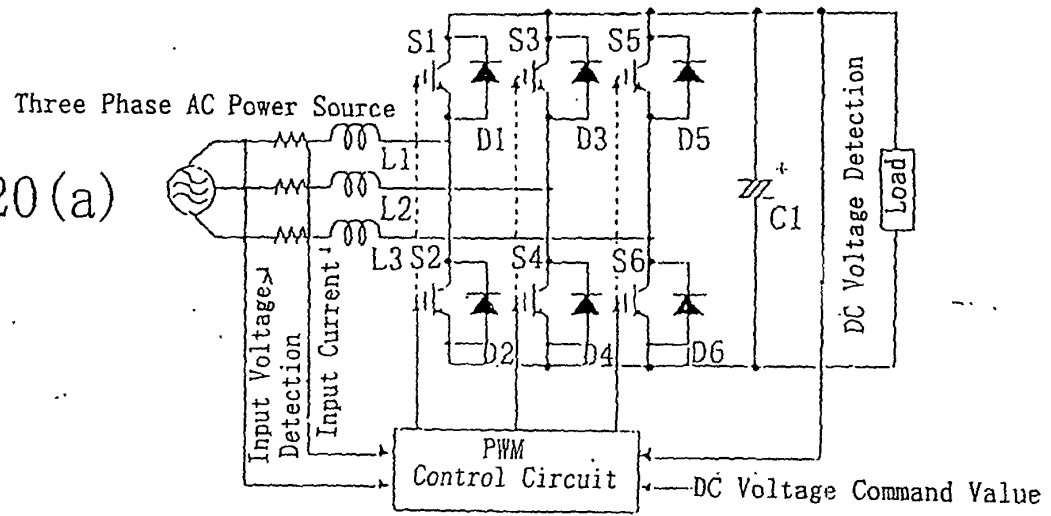 S1
S3
S5
Three Phase AC Power Source
D1
D3
D5
L1
20(a)
L2
L3
S2
S4
S6
+
C1
DC Voltage Detection
Load
Input Voltage
Detection
Input Current
D2
D4
D6
PWM
Control Circuit
DC Voltage Command Value